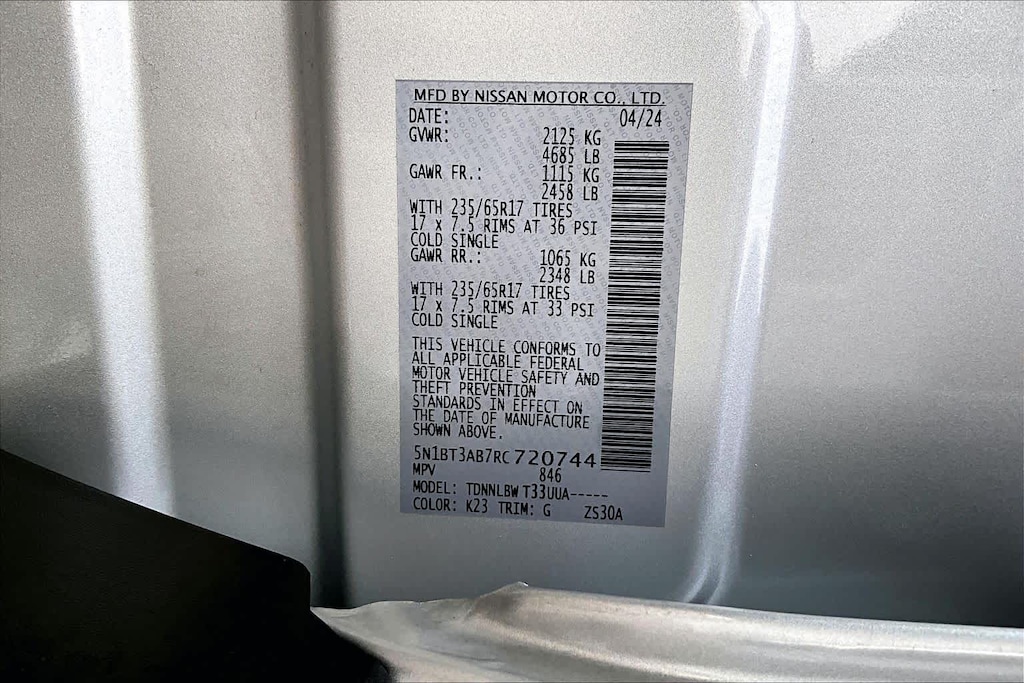 MFD BY NISSAN MOTOR CO., LTD.
DATE: 04/24
GVWR: 2125 KG
4685 LB
GAWR FR.: 1115 KG
2458 LB
WITH 235/65R17 TIRES
17 X 7.5 RIMS AT 36 PSI
COLD SINGLE
GAWR RR.: 1065 KG
2348 LB
WITH 235/65R17 TIRES
17 X 7.5 RIMS AT 33 PSI
COLD SINGLE
THIS VEHICLE CONFORMS TO
ALL APPLICABLE FEDERAL
MOTOR VEHICLE SAFETY AND
THEFT PREVENTION
STANDARDS IN EFFECT ON
THE DATE OF MANUFACTURE
SHOWN ABOVE.
5N1BT3AB7RC720744
MPV 846
MODEL: TDNNLBW T33UUA-----
COLOR: K23 TRIM: G ZS30A